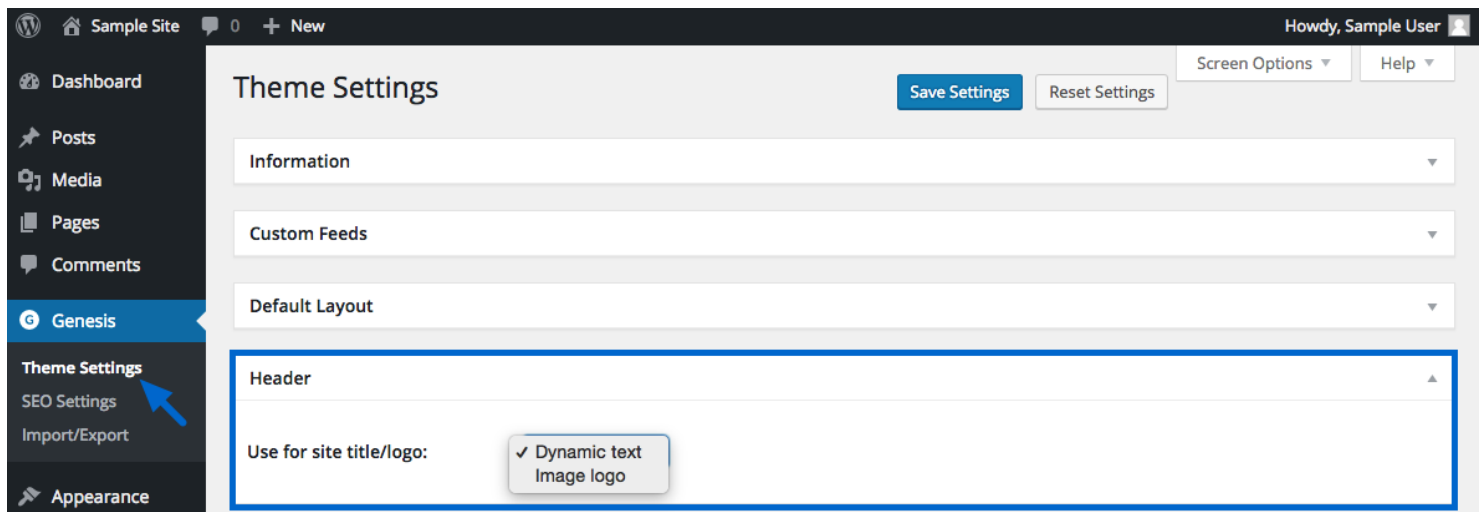 Sample Site 0 + New Howdy, Sample User
Screen Options Help
Dashboard
Posts
Media
Pages
Comments
G Genesis
Theme Settings
SEO Settings
Import/Export
Appearance
Theme Settings
Save Settings Reset Settings
Information
Custom Feeds
Default Layout
Header
Use for site title/logo:
✓ Dynamic text
Image logo